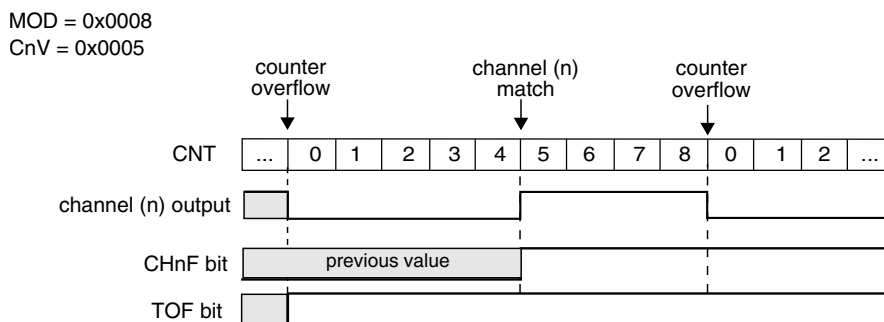 MOD = 0x0008
CnV = 0x0005
counter
overflow
channel (n)
match
counter
overflow
CNT ... 0 1 2 3 4 5 6 7 8 0 1 2 ...
channel (n) output
CHnF bit previous value
TOF bit